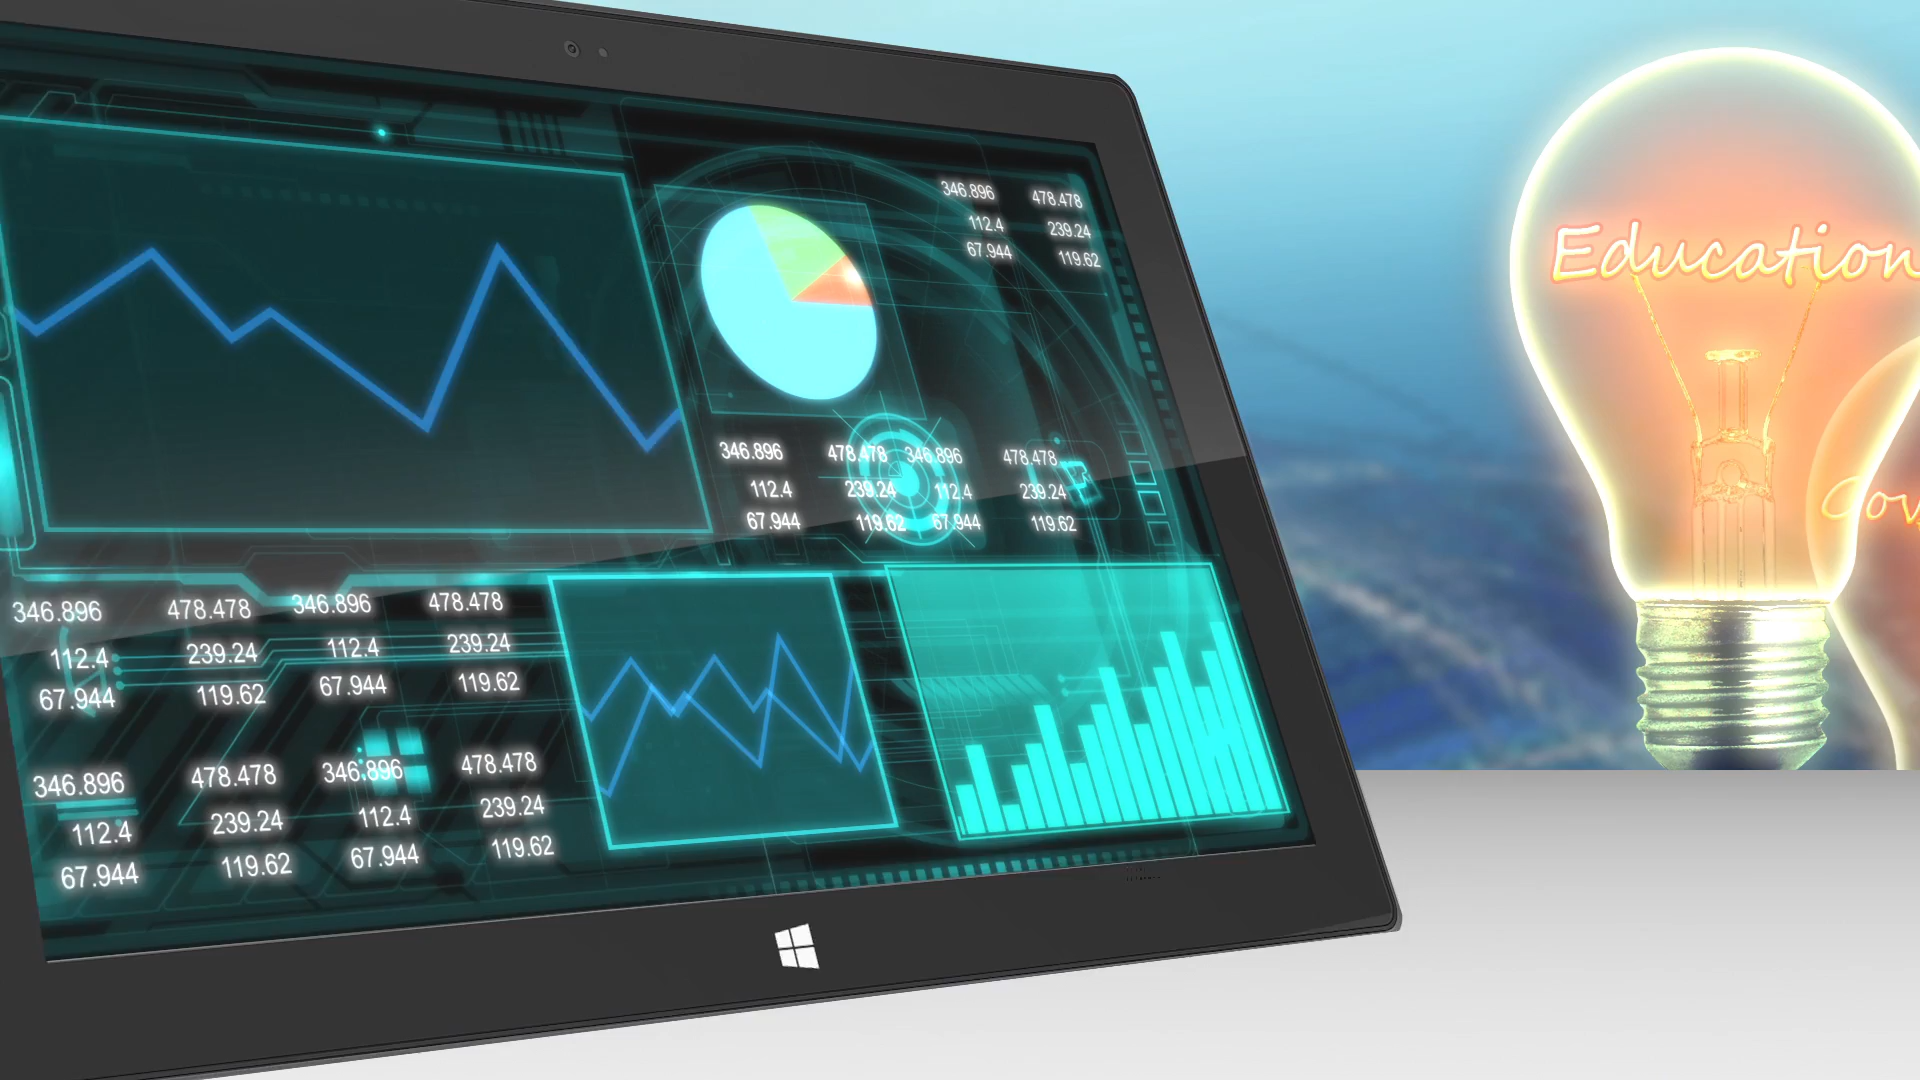 346.896 478.478
112.4 239.24
67.944 119.62
Education
346.896 478.478 346.896 478.478
112.4 239.24 112.4 239.24
67.944 119.62 67.944 119.62
346.896 478.478 346.896 478.478
112.4 239.24 112.4 239.24
67.944 119.62 67.944 119.62
346.896 478.478 346.896 478.478
112.4 239.24 112.4 239.24
67.944 119.62 67.944 119.62